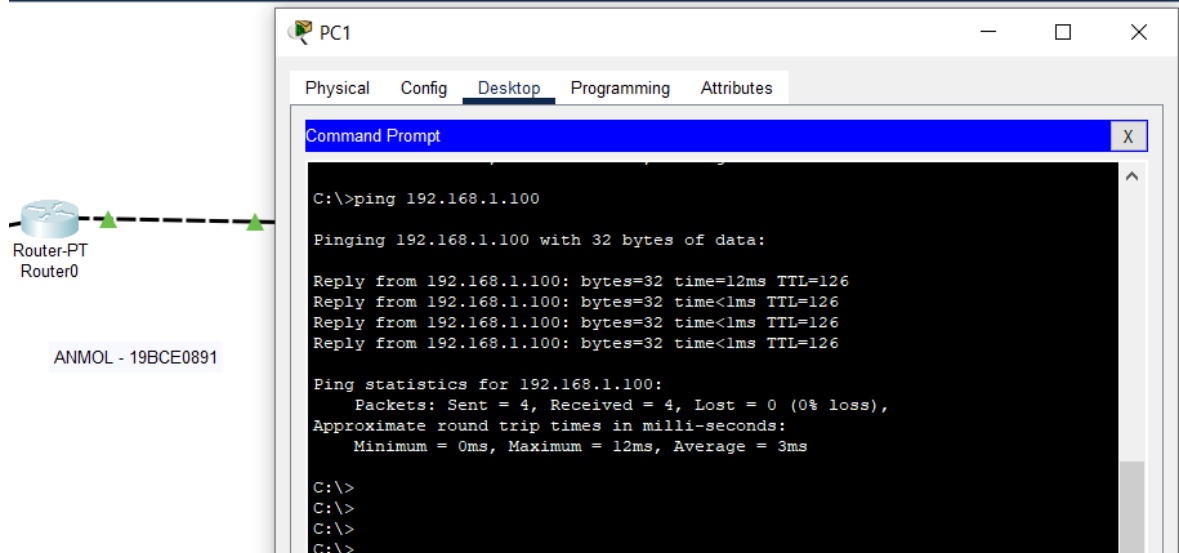 PC1
Physical Config Desktop Programming Attributes
Command Prompt
X
C:\>ping 192.168.1.100
Pinging 192.168.1.100 with 32 bytes of data:
Reply from 192.168.1.100: bytes=32 time=12ms TTL=126
Reply from 192.168.1.100: bytes=32 time<1ms TTL=126
Reply from 192.168.1.100: bytes=32 time<1ms TTL=126
Reply from 192.168.1.100: bytes=32 time<1ms TTL=126
Ping statistics for 192.168.1.100:
Packets: Sent = 4, Received = 4, Lost = 0 (0% loss),
Approximate round trip times in milli-seconds:
Minimum = 0ms, Maximum = 12ms, Average = 3ms
C:\>
C:\>
C:\>
C:\>
Router-PT
Router0
ANMOL - 19BCE0891